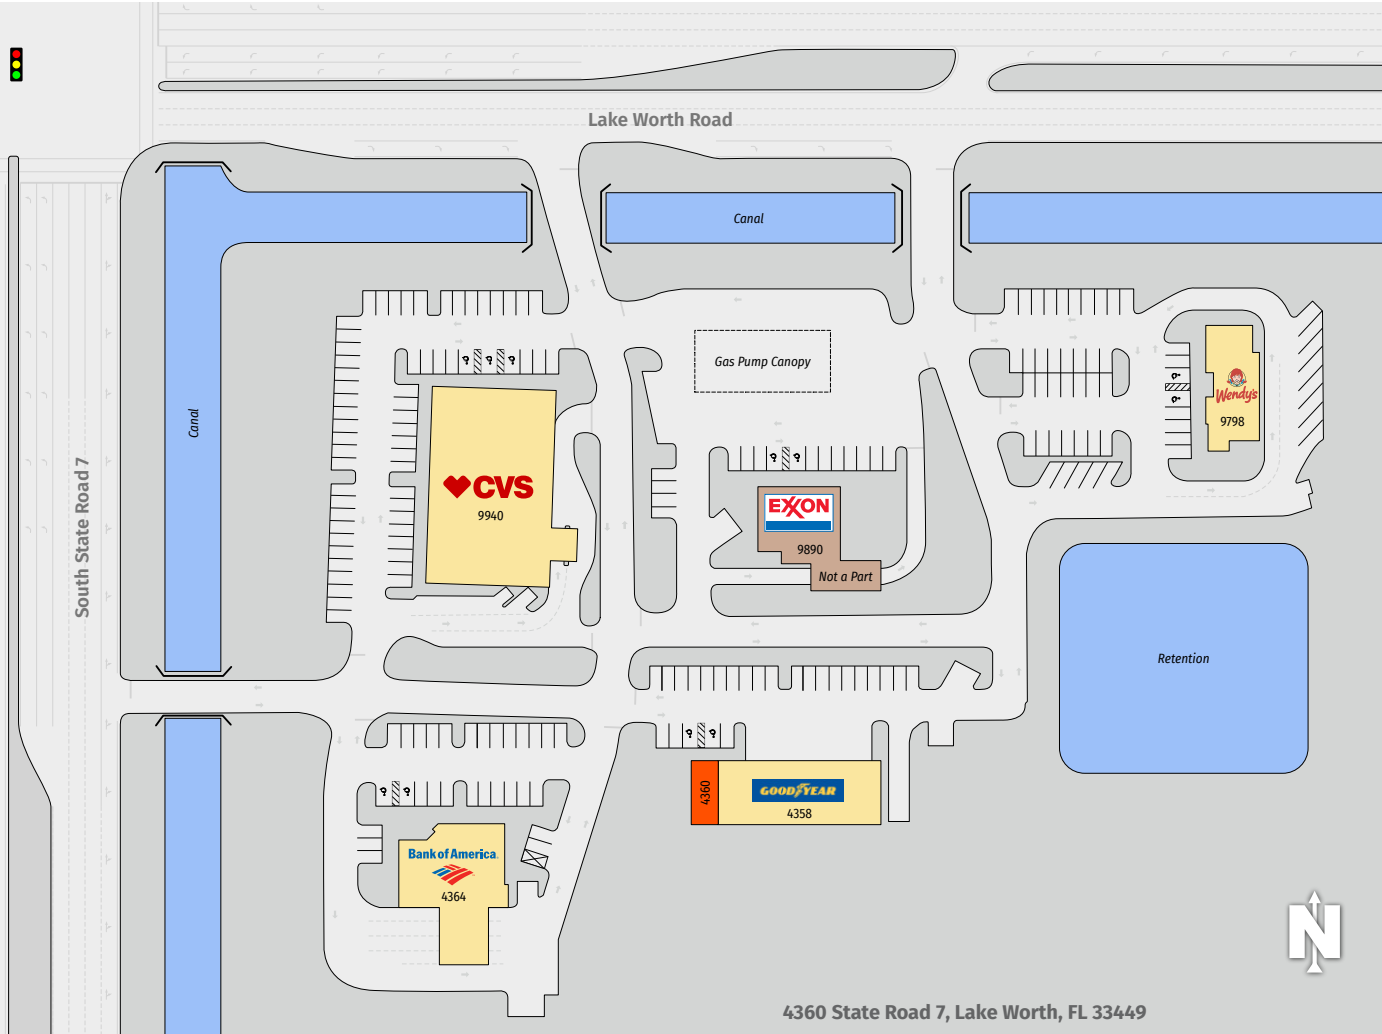 Lake Worth Road
Canal
Canal
South State Road 7
Gas Pump Canopy
Wendy's
9798
CVS
9940
EXXON
9890
Not a Part
Retention
4360
GOODYEAR
4358
Bank of America.
4364
N
4360 State Road 7, Lake Worth, FL 33449